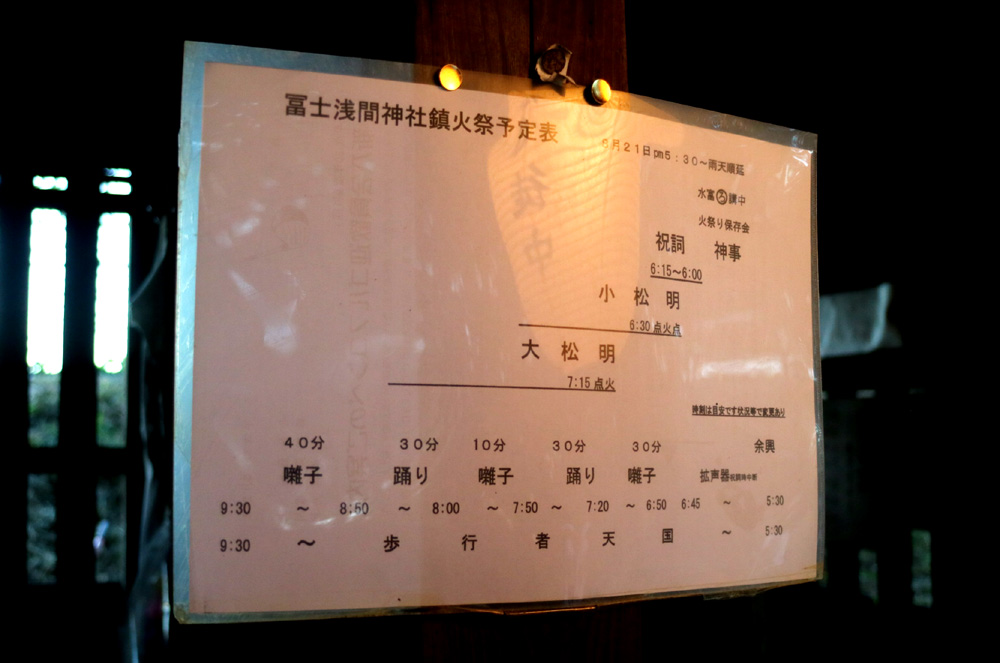 冨士浅間神社鎮火祭予定表
8月21日pm5:30～雨天順延
水冨㋺講中
火祭り保存会
祝詞 神事
6:15～6:00
小 松 明
6:30 点火点
大 松 明
7:15 点火
時刻は目安です状況等で変更あり
40分 30分 10分 30分 30分 余興
囃子 踊り 囃子 踊り 囃子 拡声器
9:30 ～ 8:50 ～ 8:00 ～ 7:50 ～ 7:20 ～ 6:50 6:45 ～ 5:30
9:30 ～ 歩 行 者 天 国 ～ 5:30